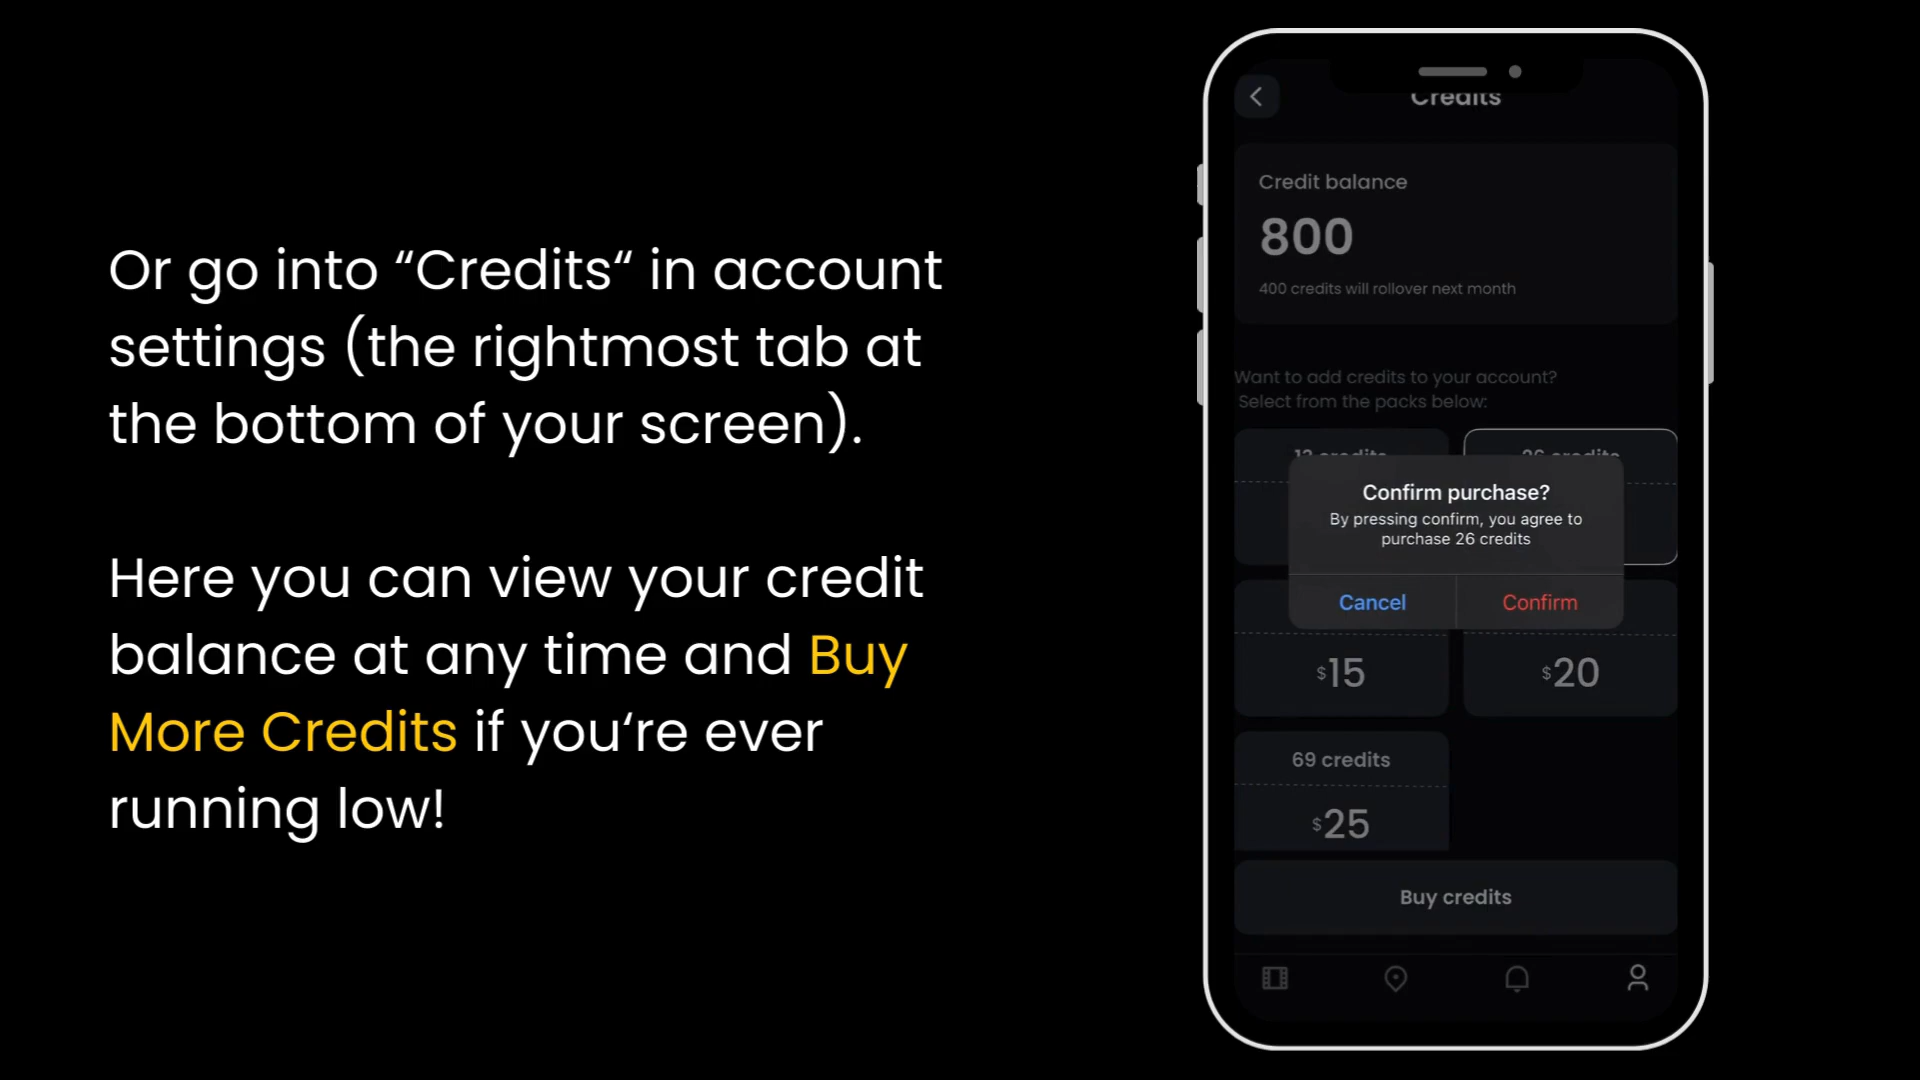 Or go into “Credits“ in account
settings (the rightmost tab at
the bottom of your screen).
Here you can view your credit
balance at any time and Buy
More Credits if you‘re ever
running low!
Credits
Credit balance
800
400 credits will rollover next month
Want to add credits to your account?
Select from the packs below:
13 credits
26 credits
Confirm purchase?
By pressing confirm, you agree to
purchase 26 credits
Cancel
Confirm
$15
$20
69 credits
$25
Buy credits